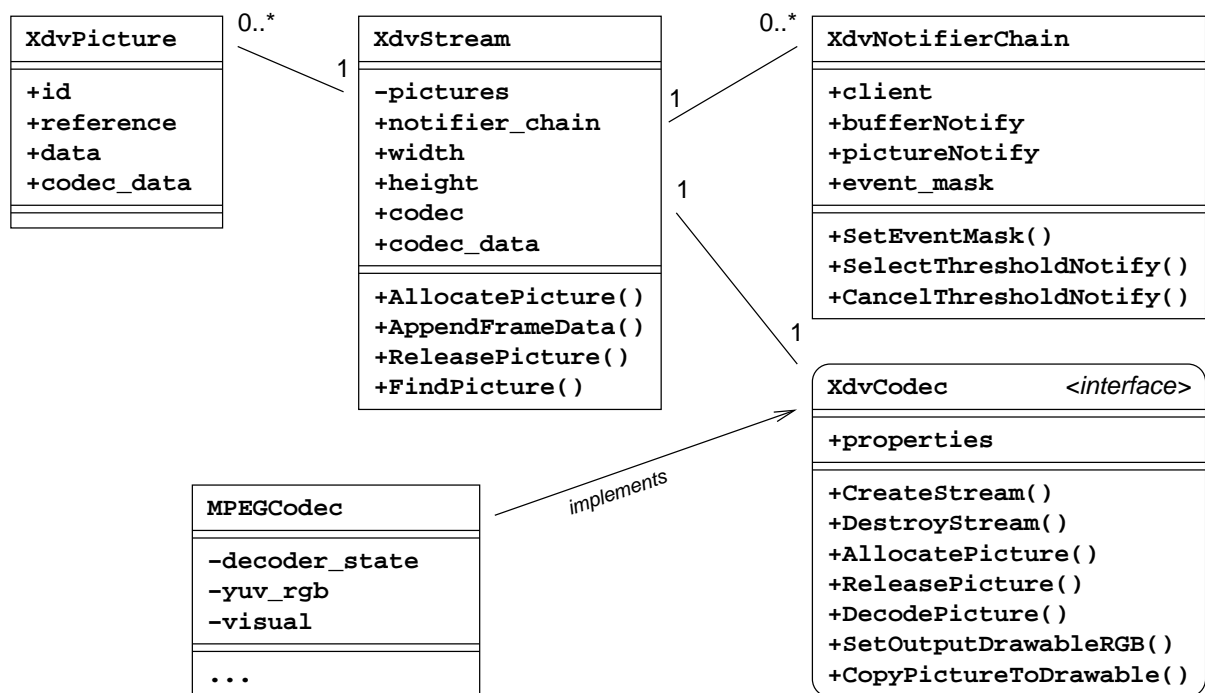 XdvPicture
+id
+reference
+data
+codec_data
0..*
1
XdvStream
–pictures
+notifier_chain
+width
+height
+codec
+codec_data
+AllocatePicture()
+AppendFrameData()
+ReleasePicture()
+FindPicture()
0..*
1
XdvNotifierChain
+client
+bufferNotify
+pictureNotify
+event_mask
+SetEventMask()
+SelectThresholdNotify()
+CancelThresholdNotify()
1
1
XdvCodec <interface>
+properties
+CreateStream()
+DestroyStream()
+AllocatePicture()
+ReleasePicture()
+DecodePicture()
+SetOutputDrawableRGB()
+CopyPictureToDrawable()
implements
MPEGCodec
–decoder_state
–yuv_rgb
–visual
...